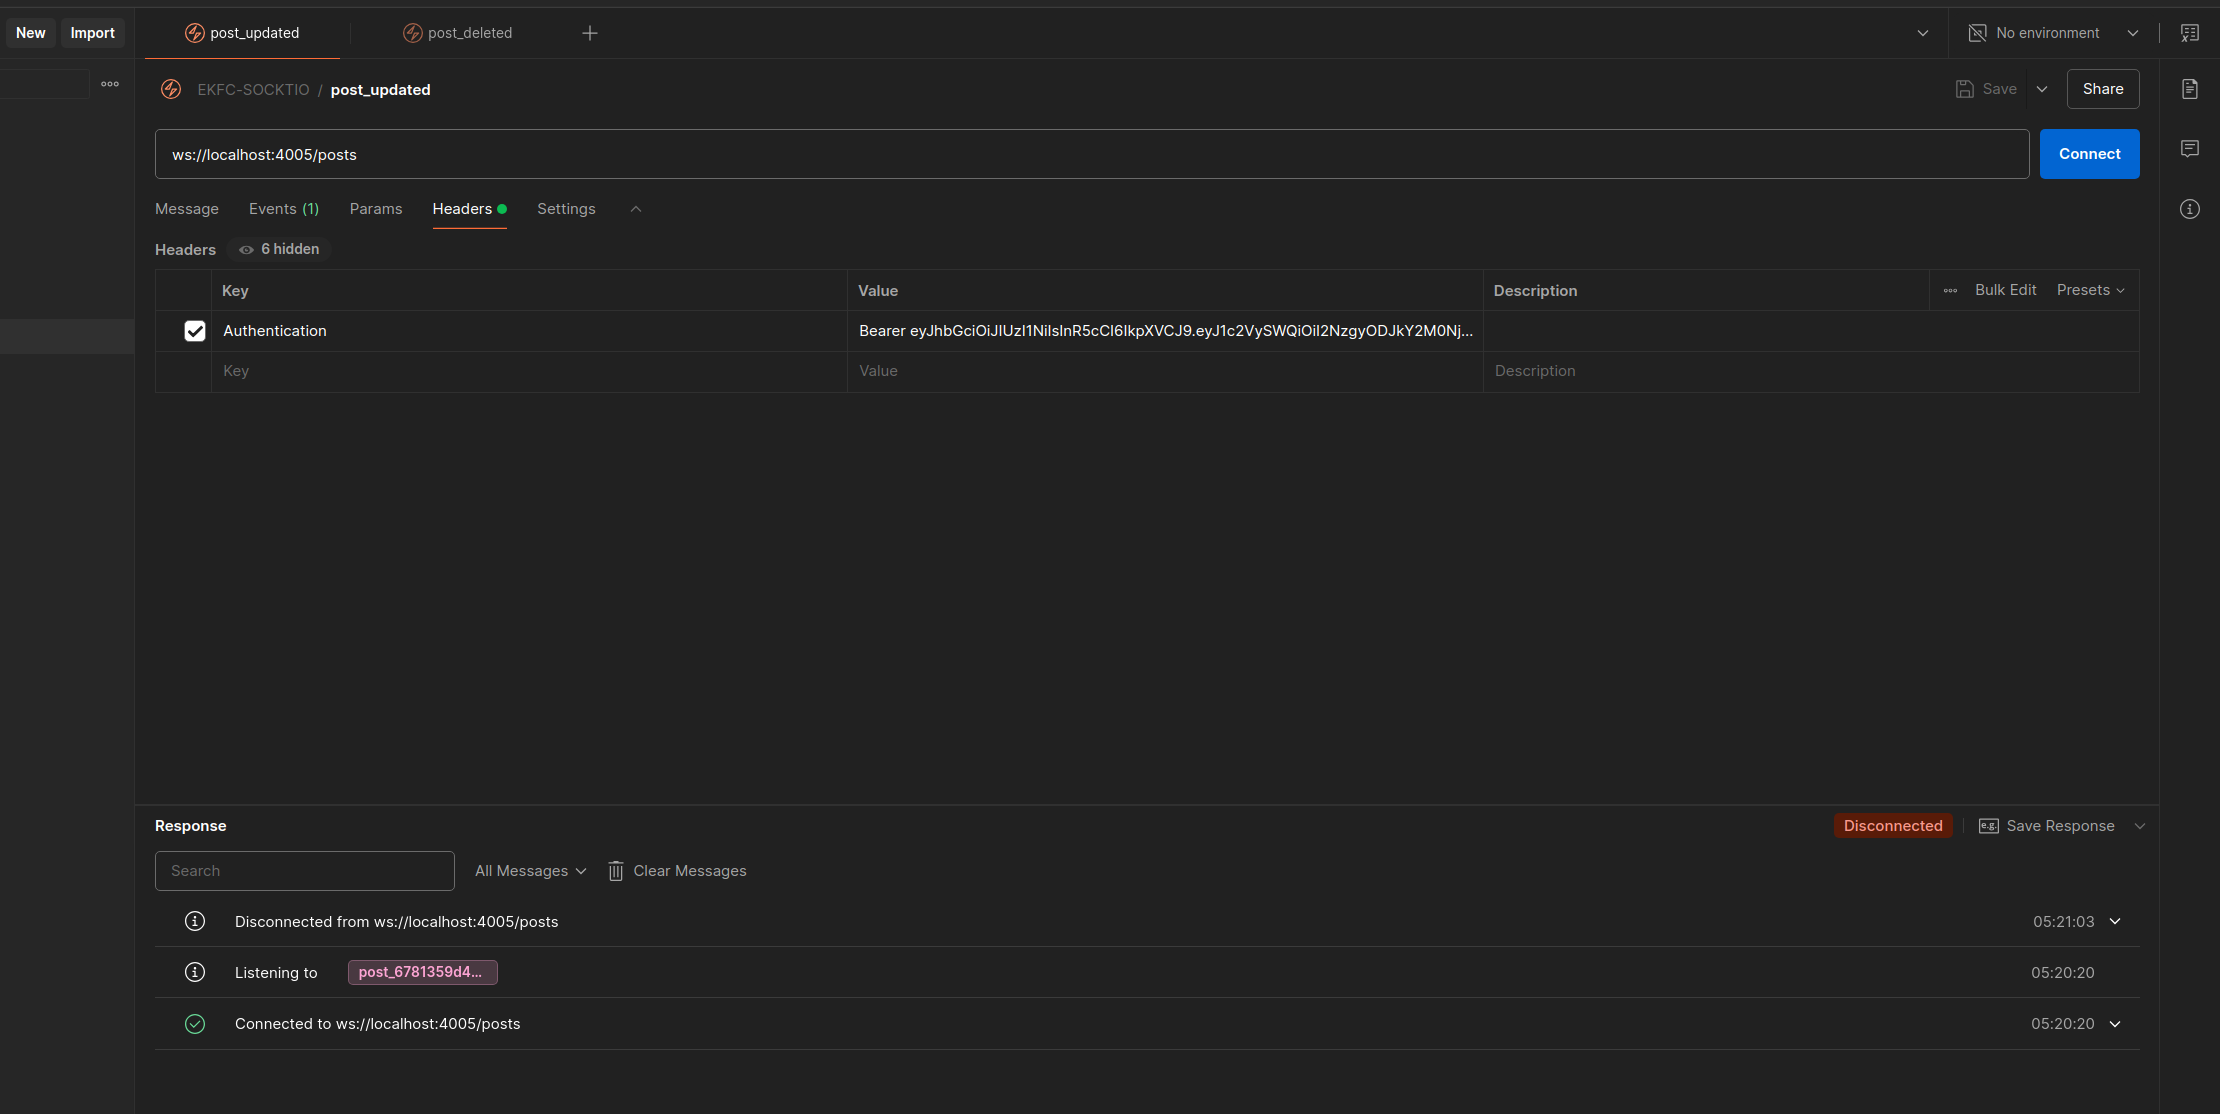 New Import post_updated post_deleted No environment
EKFC-SOCKTIO / post_updated Save Share
ws://localhost:4005/posts Connect
Message Events (1) Params Headers Settings
Headers 6 hidden
Key Value Description Bulk Edit Presets
Authentication Bearer eyJhbGciOiJIUzI1NiIsInR5cCI6IkpXVCJ9.eyJ1c2VySWQiOiI2NzgyODJkY2M0Nj...
Key Value Description
Response Disconnected e.g. Save Response
Search All Messages Clear Messages
Disconnected from ws://localhost:4005/posts 05:21:03
Listening to post_6781359d4... 05:20:20
Connected to ws://localhost:4005/posts 05:20:20